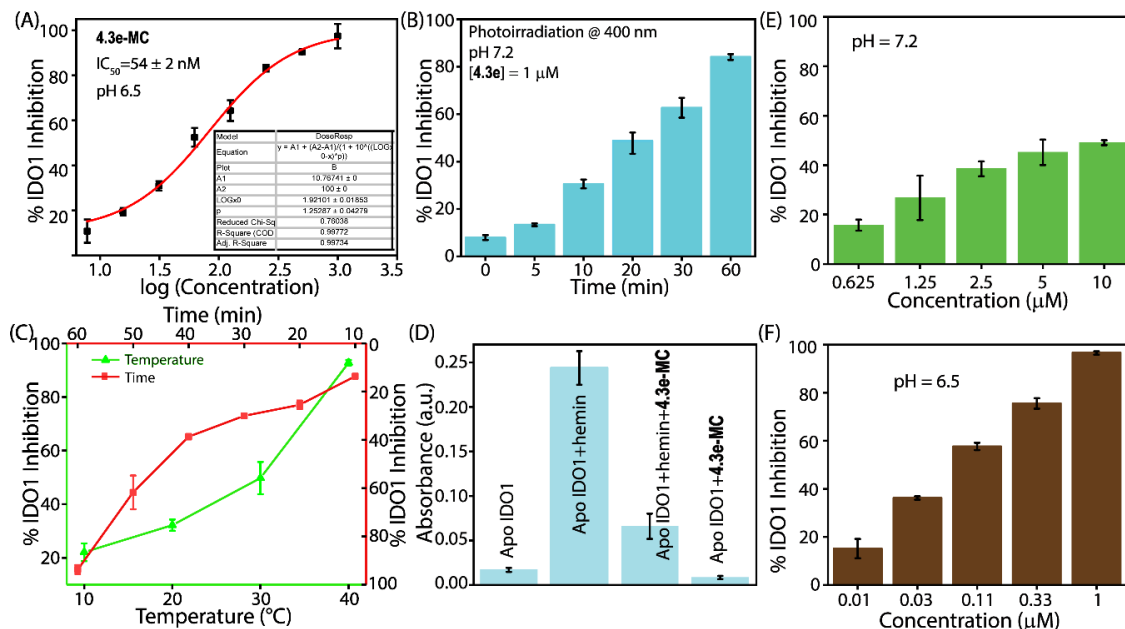 (A)
% IDO1 Inhibition
100
80
60
40
20
4.3e-MC
IC50=54 ± 2 nM
pH 6.5
Model DoseResp
Equation y = A1 + (A2-A1)/(1 + 10^((LOGx
0-x)*p))
Plot B
A1 10.76741 ± 0
A2 100 ± 0
LOGx0 1.92101 ± 0.01853
p 1.25287 ± 0.04279
Reduced Chi-Sq 0.76038
R-Square (COD 0.99772
Adj. R-Square 0.99734
1.0 1.5 2.0 2.5 3.0 3.5
log (Concentration)
(B)
% IDO1 Inhibition
100
80
60
40
20
0
Photoirradiation @ 400 nm
pH 7.2
[4.3e] = 1 μM
0 5 10 20 30 60
Time (min)
(E)
% IDO1 Inhibition
100
80
60
40
20
0
pH = 7.2
0.625 1.25 2.5 5 10
Concentration (μM)
(C)
Time (min)
60 50 40 30 20 10
% IDO1 Inhibition
100
80
60
40
20
Temperature
Time
0
20
40
60
80
100
% IDO1 Inhibition
10 20 30 40
Temperature (°C)
(D)
Absorbance (a.u.)
0.25
0.20
0.15
0.10
0.05
0.00
Apo IDO1
Apo IDO1+hemin
Apo IDO1+hemin+4.3e-MC
Apo IDO1+4.3e-MC
(F)
% IDO1 Inhibition
100
80
60
40
20
0
pH = 6.5
0.01 0.03 0.11 0.33 1
Concentration (μM)